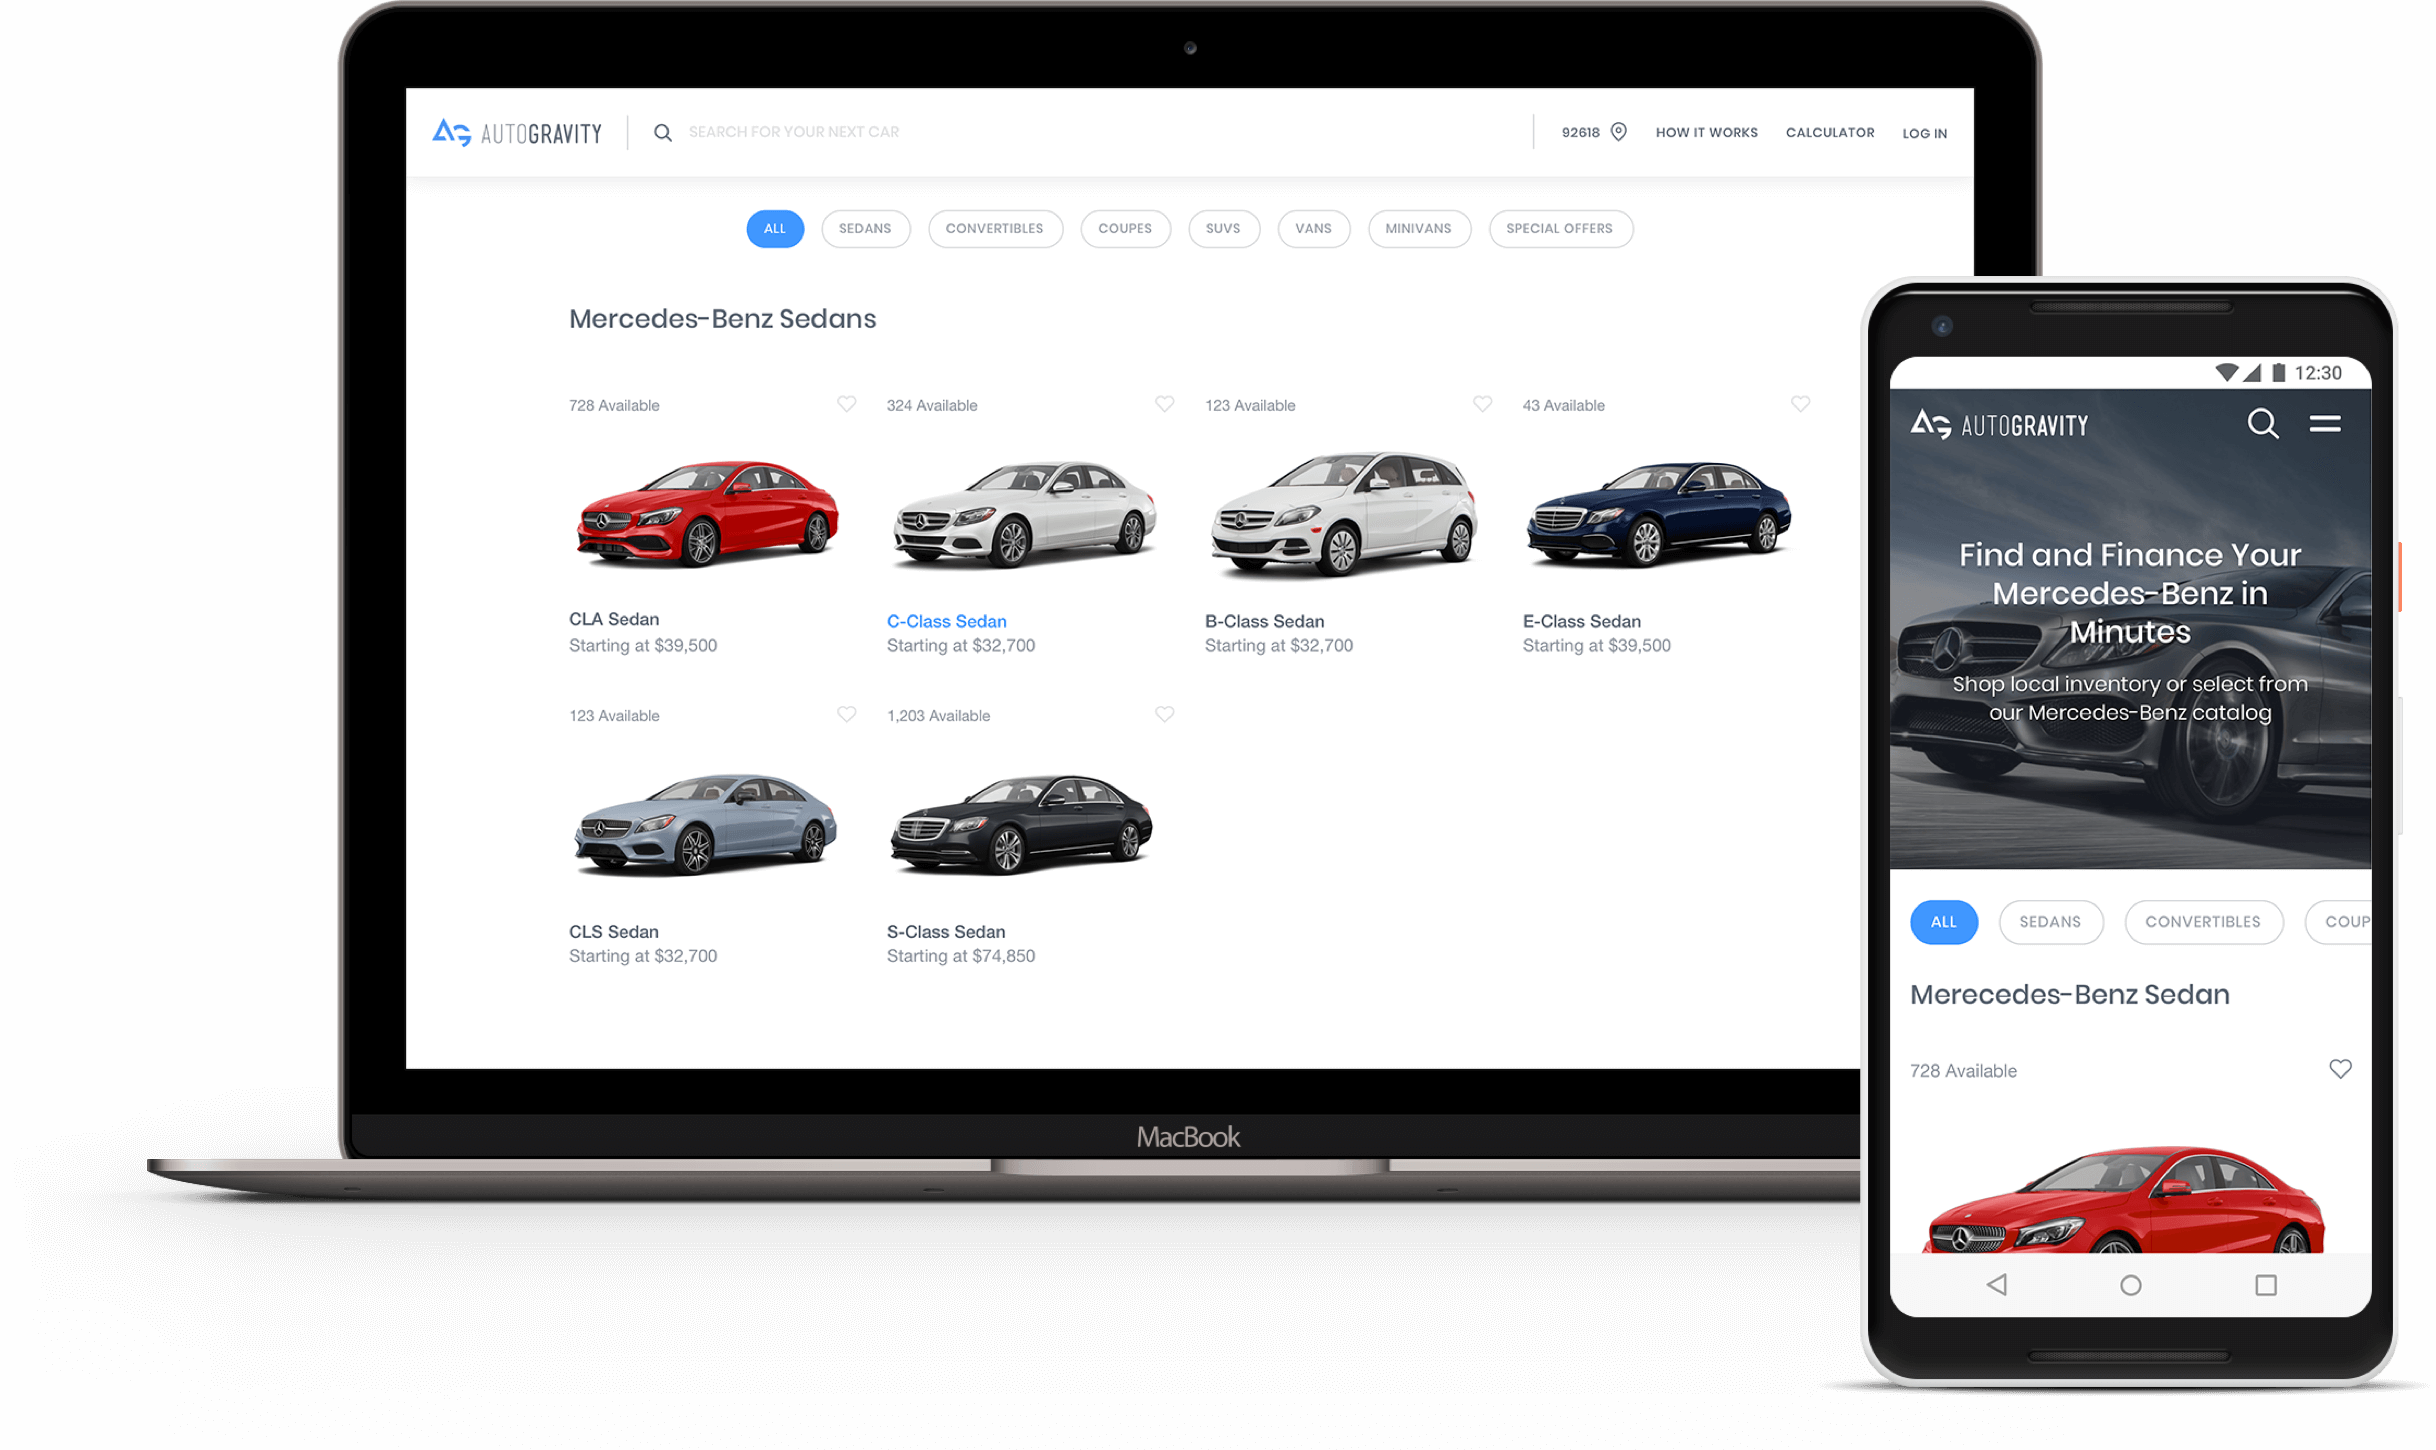 AUTOGRAVITY
SEARCH FOR YOUR NEXT CAR
92618
HOW IT WORKS
CALCULATOR
LOG IN
ALL
SEDANS
CONVERTIBLES
COUPES
SUVS
VANS
MINIVANS
SPECIAL OFFERS
Mercedes-Benz Sedans
728 Available
324 Available
123 Available
43 Available
CLA Sedan
Starting at $39,500
C-Class Sedan
Starting at $32,700
B-Class Sedan
Starting at $32,700
E-Class Sedan
Starting at $39,500
123 Available
1,203 Available
CLS Sedan
Starting at $32,700
S-Class Sedan
Starting at $74,850
MacBook
12:30
AUTOGRAVITY
Find and Finance Your
Mercedes-Benz in
Minutes
Shop local inventory or select from
our Mercedes-Benz catalog
ALL
SEDANS
CONVERTIBLES
COUP
Merecedes-Benz Sedan
728 Available